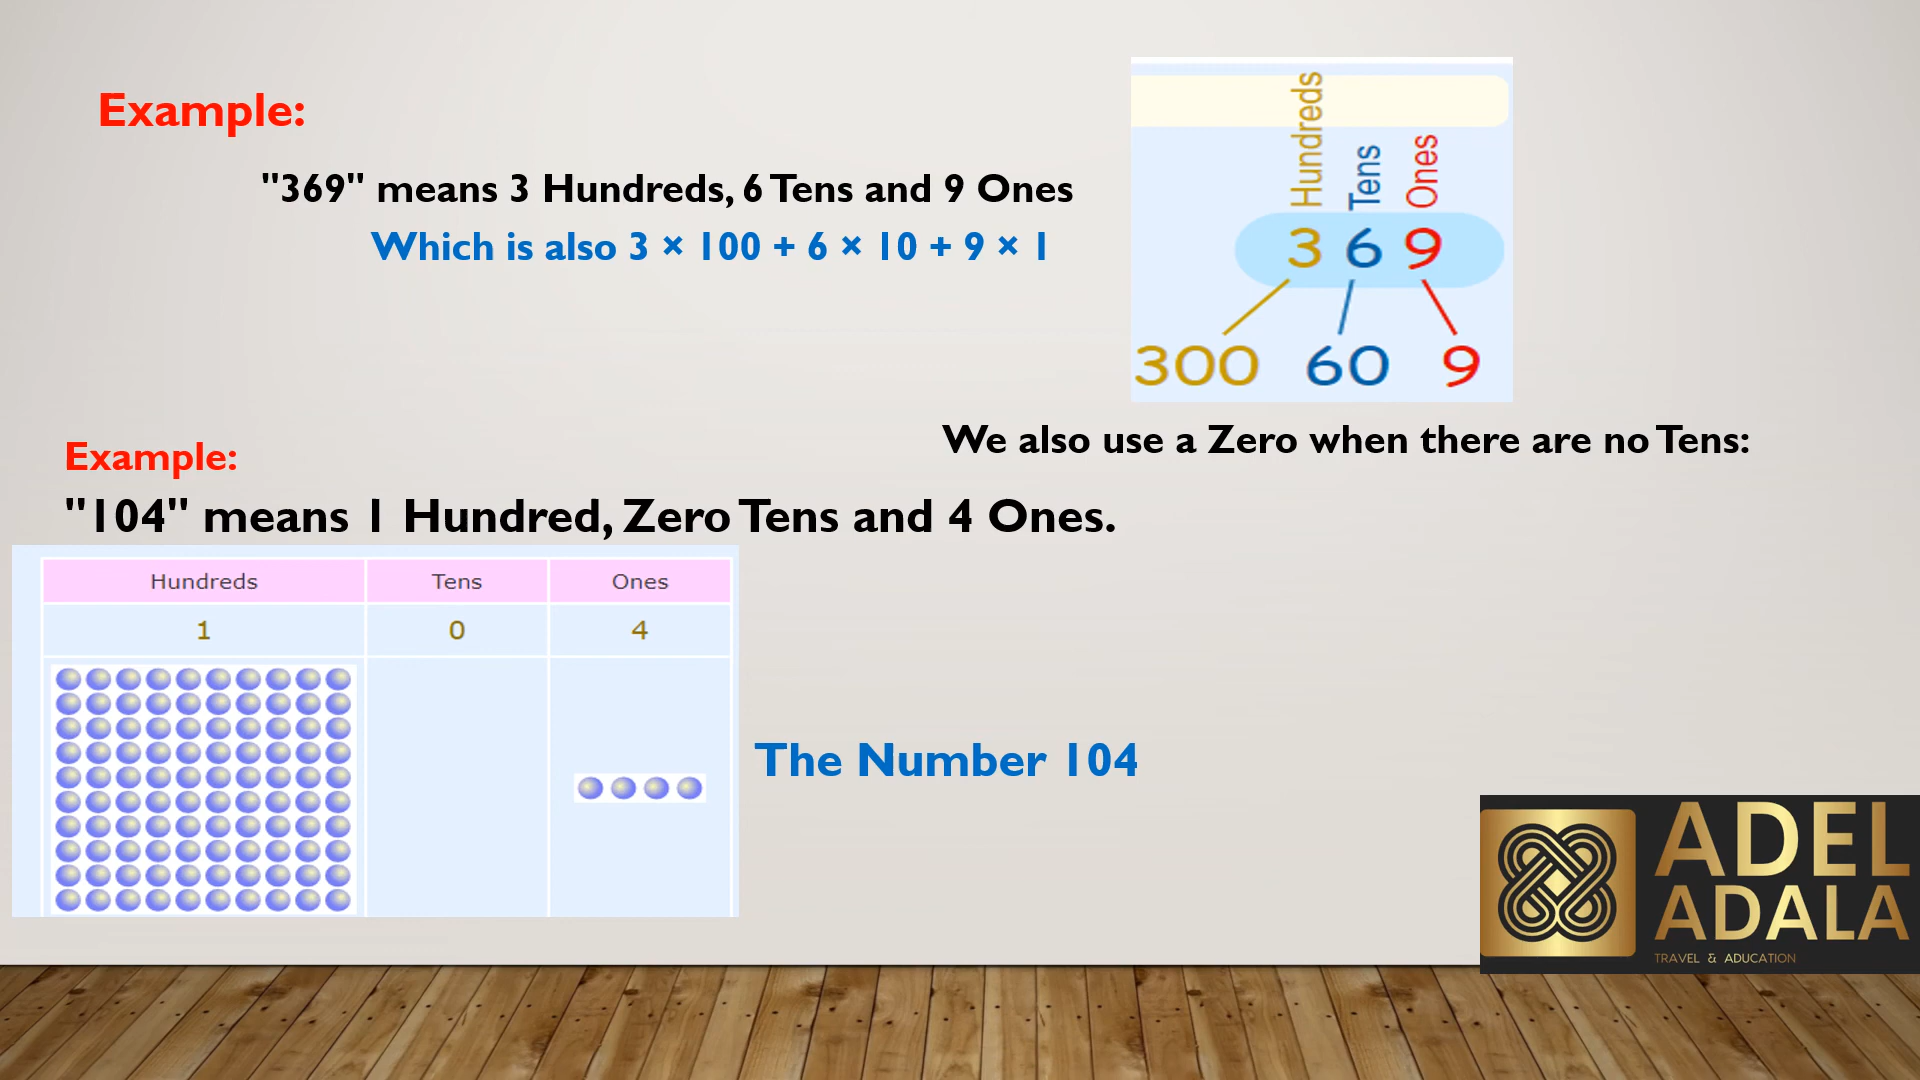 Example:
"369" means 3 Hundreds, 6 Tens and 9 Ones
Which is also 3 × 100 + 6 × 10 + 9 × 1
Hundreds
Tens
Ones
3 6 9
300 60 9
We also use a Zero when there are no Tens:
Example:
"104" means 1 Hundred, Zero Tens and 4 Ones.
Hundreds Tens Ones
1 0 4
The Number 104
ADEL
ADALA
TRAVEL & ADUCATION